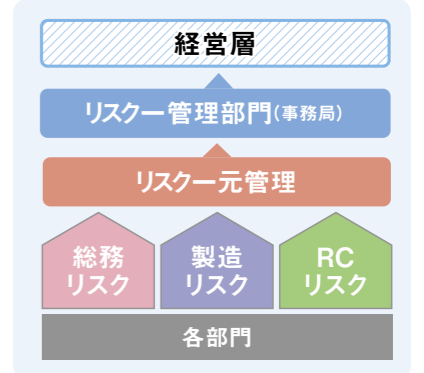 経営層
リスク一管理部門（事務局）
リスク一元管理
総務
リスク
製造
リスク
RC
リスク
各部門